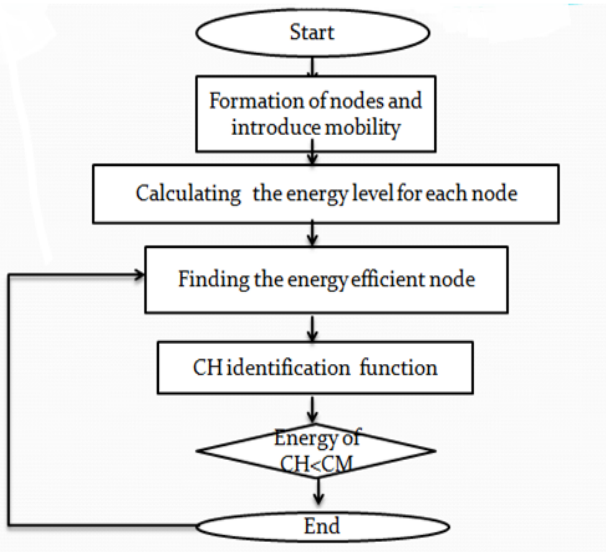 Start
Formation of nodes and
introduce mobility
Calculating the energy level for each node
Finding the energy efficient node
CH identification function
Energy of
CH<CM
End